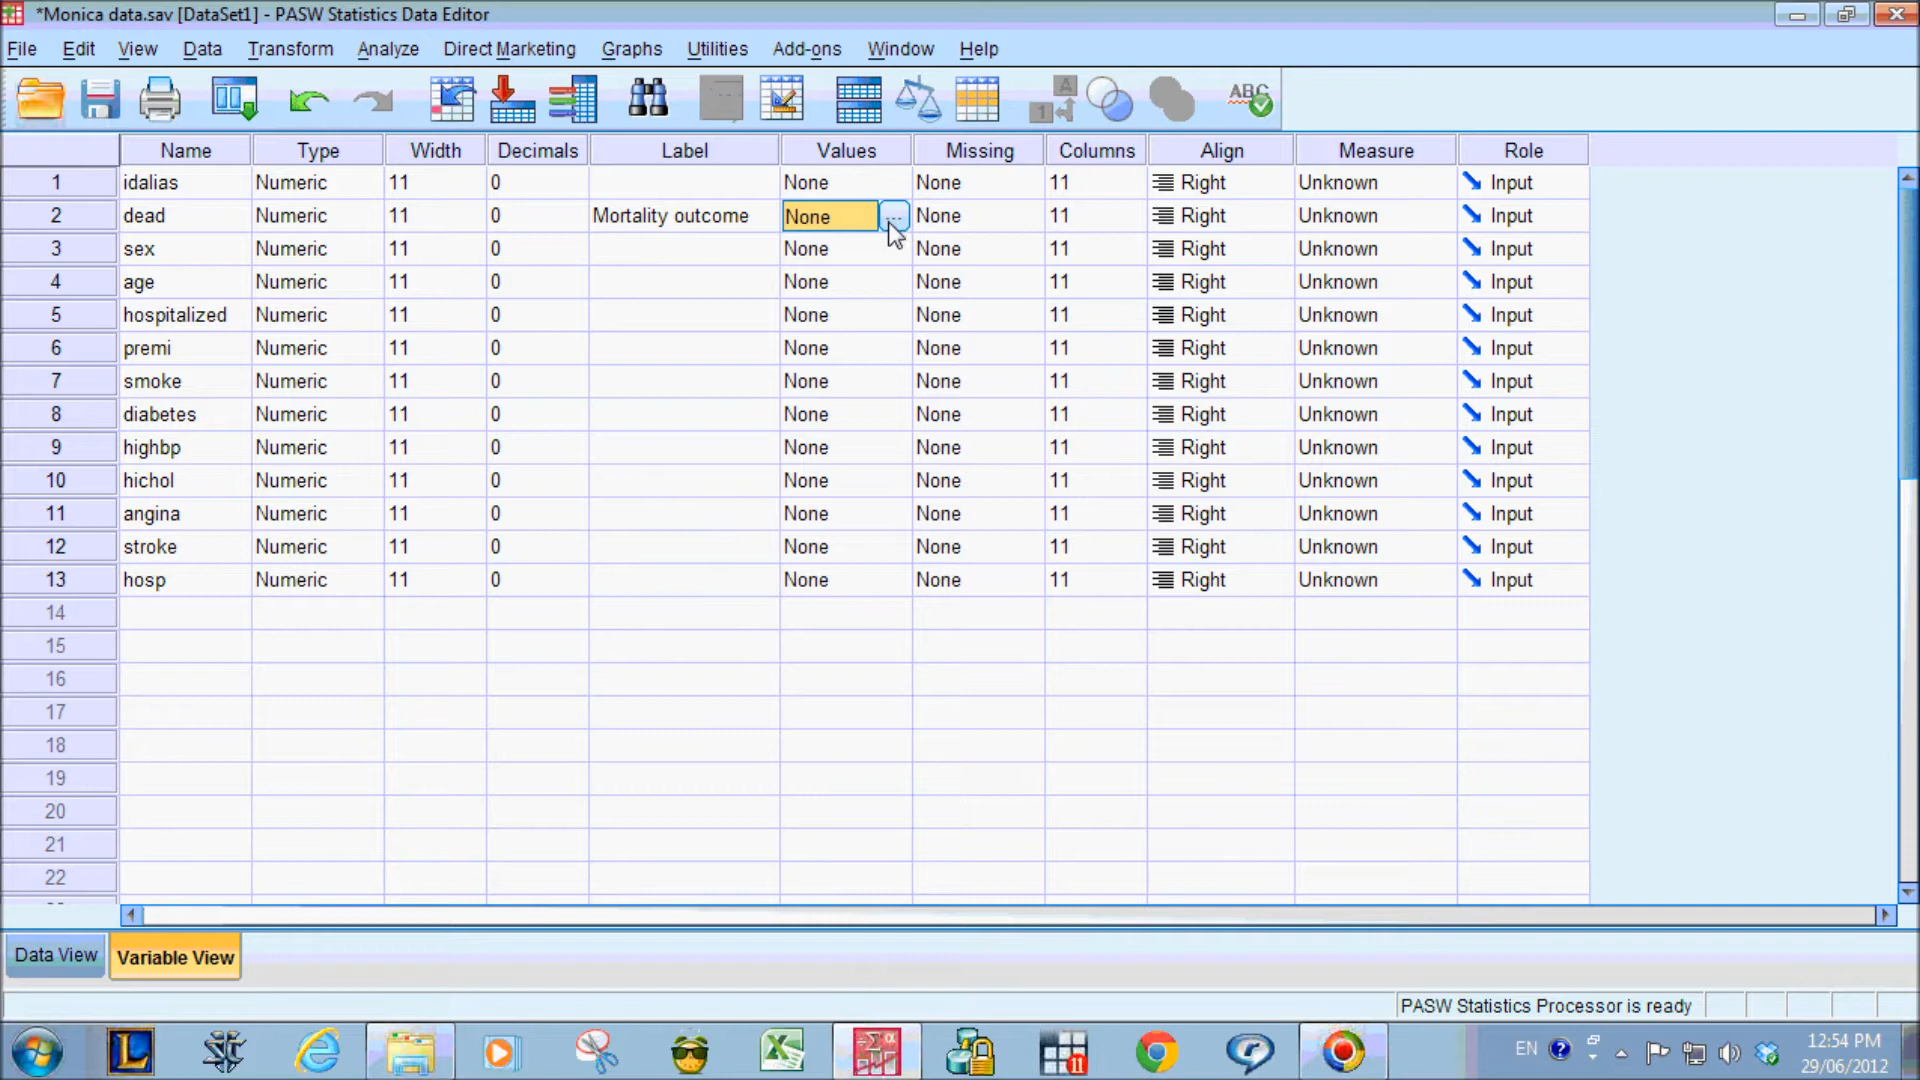 *Monica data.sav [DataSet1] - PASW Statistics Data Editor
File Edit View Data Transform Analyze Direct Marketing Graphs Utilities Add-ons Window Help
Name Type Width Decimals Label Values Missing Columns Align Measure Role
1 idalias Numeric 11 0 None None 11 Right Unknown Input
2 dead Numeric 11 0 Mortality outcome None ... None 11 Right Unknown Input
3 sex Numeric 11 0 None None 11 Right Unknown Input
4 age Numeric 11 0 None None 11 Right Unknown Input
5 hospitalized Numeric 11 0 None None 11 Right Unknown Input
6 premi Numeric 11 0 None None 11 Right Unknown Input
7 smoke Numeric 11 0 None None 11 Right Unknown Input
8 diabetes Numeric 11 0 None None 11 Right Unknown Input
9 highbp Numeric 11 0 None None 11 Right Unknown Input
10 hichol Numeric 11 0 None None 11 Right Unknown Input
11 angina Numeric 11 0 None None 11 Right Unknown Input
12 stroke Numeric 11 0 None None 11 Right Unknown Input
13 hosp Numeric 11 0 None None 11 Right Unknown Input
14
15
16
17
18
19
20
21
22
Data View Variable View
PASW Statistics Processor is ready
EN 12:54 PM
29/06/2012